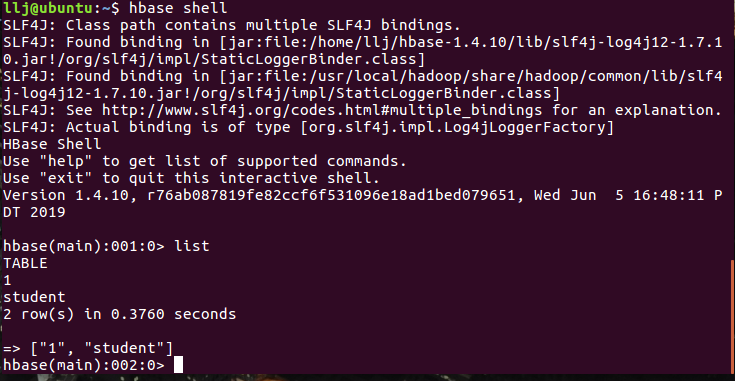 llj@ubuntu:~$ hbase shell
SLF4J: Class path contains multiple SLF4J bindings.
SLF4J: Found binding in [jar:file:/home/llj/hbase-1.4.10/lib/slf4j-log4j12-1.7.1
0.jar!/org/slf4j/impl/StaticLoggerBinder.class]
SLF4J: Found binding in [jar:file:/usr/local/hadoop/share/hadoop/common/lib/slf4
j-log4j12-1.7.10.jar!/org/slf4j/impl/StaticLoggerBinder.class]
SLF4J: See http://www.slf4j.org/codes.html#multiple_bindings for an explanation.
SLF4J: Actual binding is of type [org.slf4j.impl.Log4jLoggerFactory]
HBase Shell
Use "help" to get list of supported commands.
Use "exit" to quit this interactive shell.
Version 1.4.10, r76ab087819fe82ccf6f531096e18ad1bed079651, Wed Jun  5 16:48:11 P
DT 2019
hbase(main):001:0> list
TABLE
1
student
2 row(s) in 0.3760 seconds
=> ["1", "student"]
hbase(main):002:0>